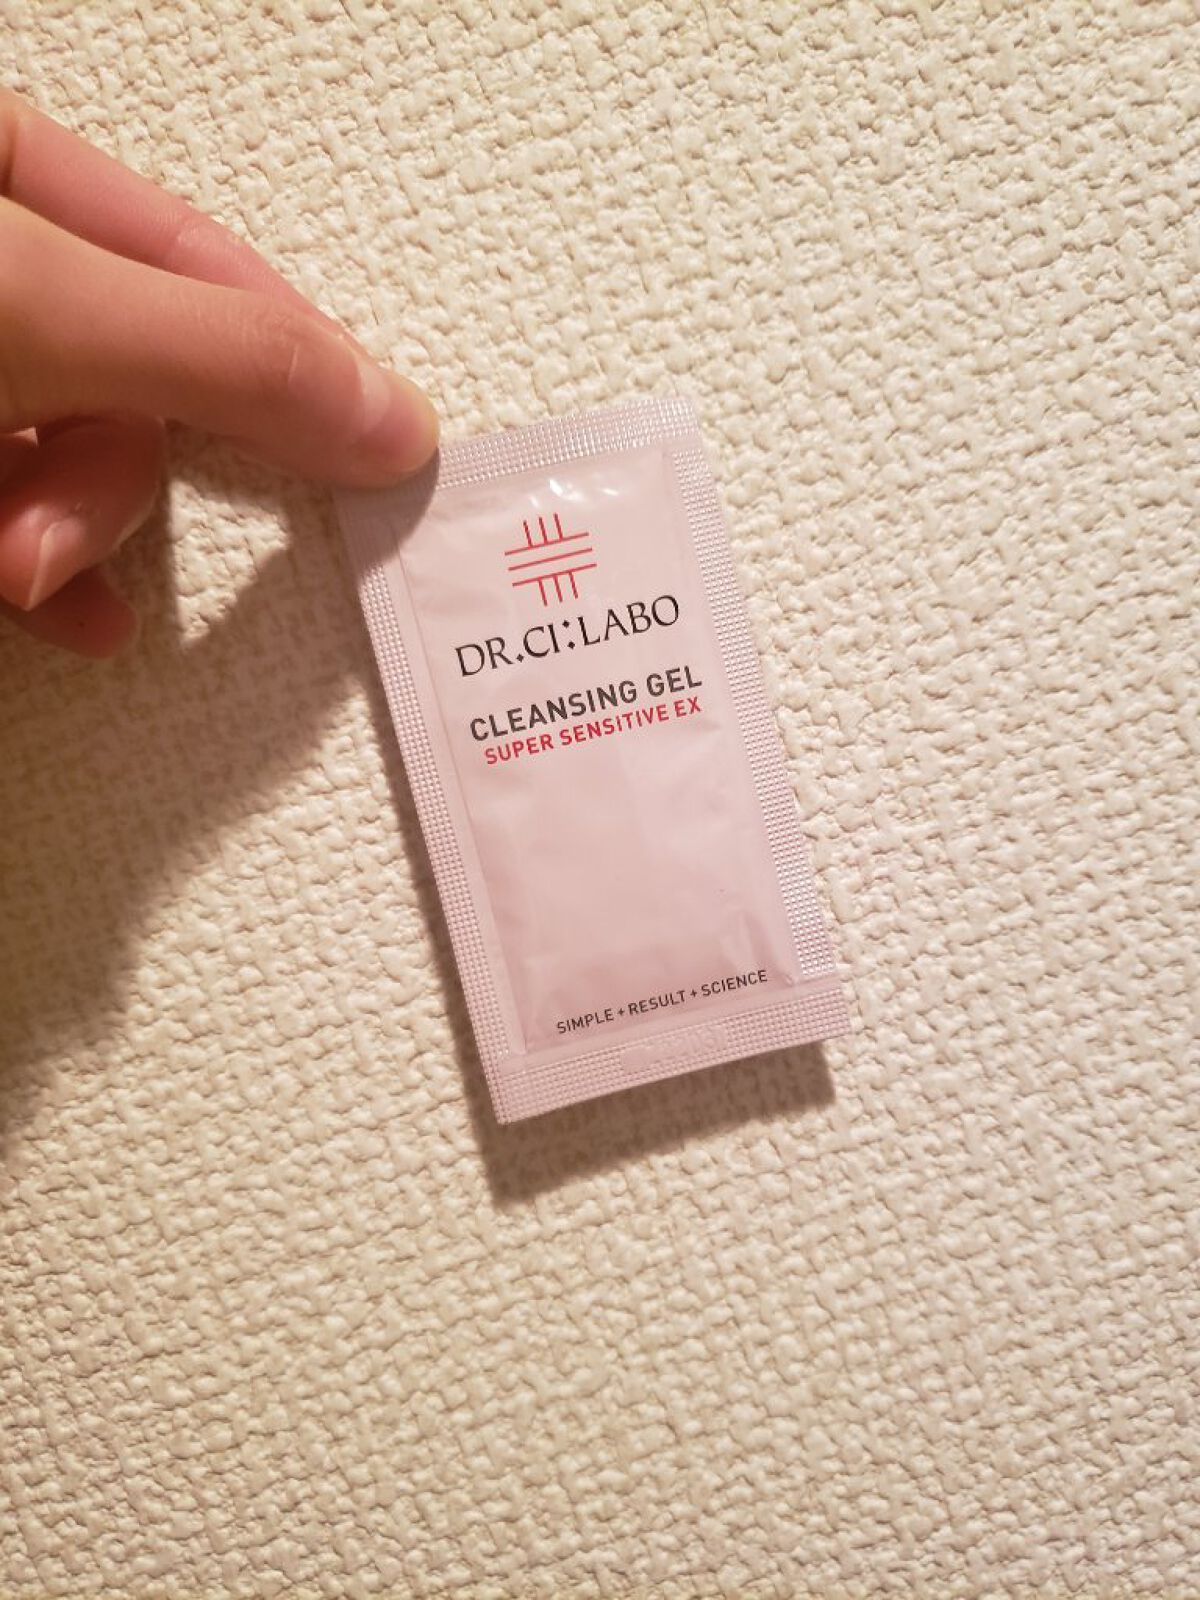 DR.CI:LABO
CLEANSING GEL
SUPER SENSITIVE EX
SIMPLE + RESULT + SCIENCE